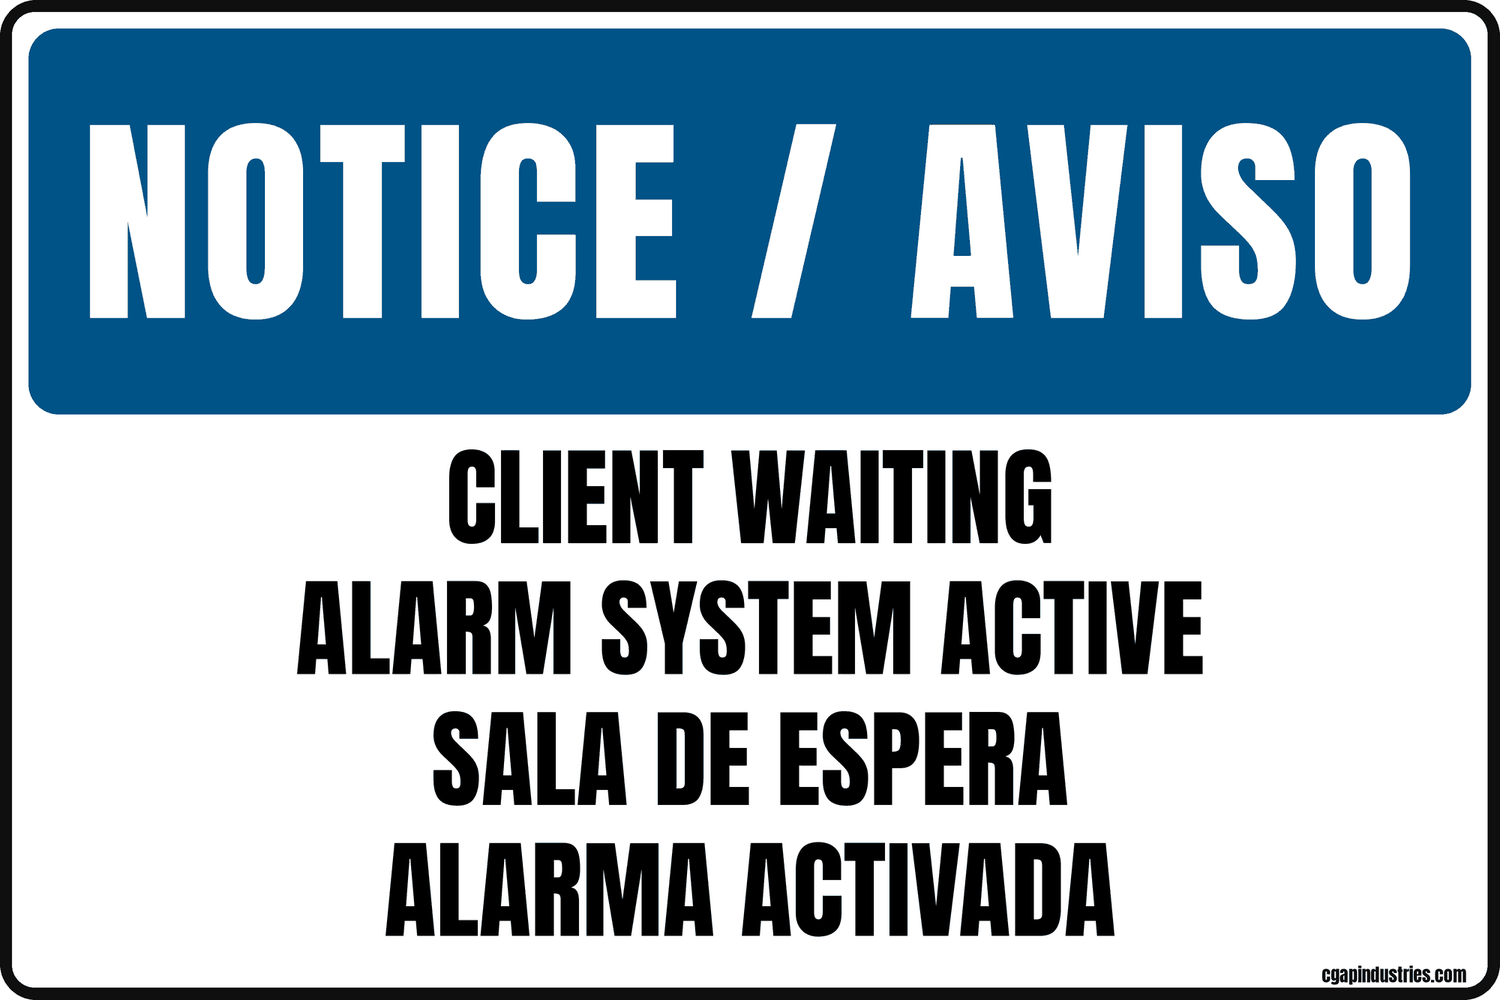 NOTICE / AVISO
CLIENT WAITING
ALARM SYSTEM ACTIVE
SALA DE ESPERA
ALARMA ACTIVADA
cgapindustries.com